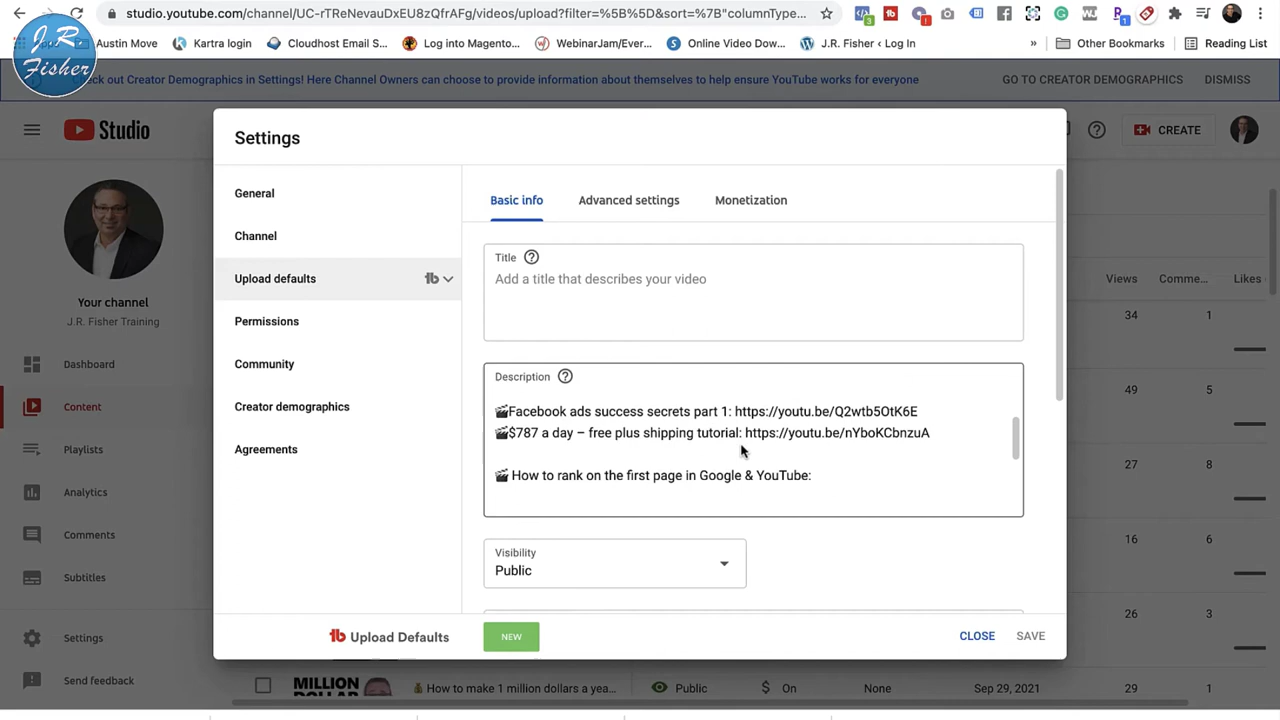 studio.youtube.com/channel/UC-rTReNevauDxEU8zQfrAFg/videos/upload?filter=%5B%5D&sort=%7B"columnType...
Apps
Austin Move
Kartra login
Cloudhost Email S...
Log into Magento...
WebinarJam/Ever...
Online Video Dow...
J.R. Fisher ‹ Log In
»
Other Bookmarks
Reading List
J.R.
Fisher
Check out Creator Demographics in Settings! Here Channel Owners can choose to provide information about themselves to help ensure YouTube works for everyone
GO TO CREATOR DEMOGRAPHICS
DISMISS
Studio
CREATE
Your channel
J.R. Fisher Training
Dashboard
Content
Playlists
Analytics
Comments
Subtitles
Settings
Send feedback
Settings
General
Channel
Upload defaults
tb
Permissions
Community
Creator demographics
Agreements
Basic info
Advanced settings
Monetization
Title
Add a title that describes your video
Description
🎬Facebook ads success secrets part 1: https://youtu.be/Q2wtb5OtK6E
🎬$787 a day – free plus shipping tutorial: https://youtu.be/nYboKCbnzuA
🎬 How to rank on the first page in Google & YouTube:
Visibility
Public
tb Upload Defaults
NEW
CLOSE
SAVE
Views
Comme...
Likes
34
1
49
5
27
8
16
6
26
3
MILLION
DOLLAR
How to make 1 million dollars a yea...
Public
$ On
None
Sep 29, 2021
29
1